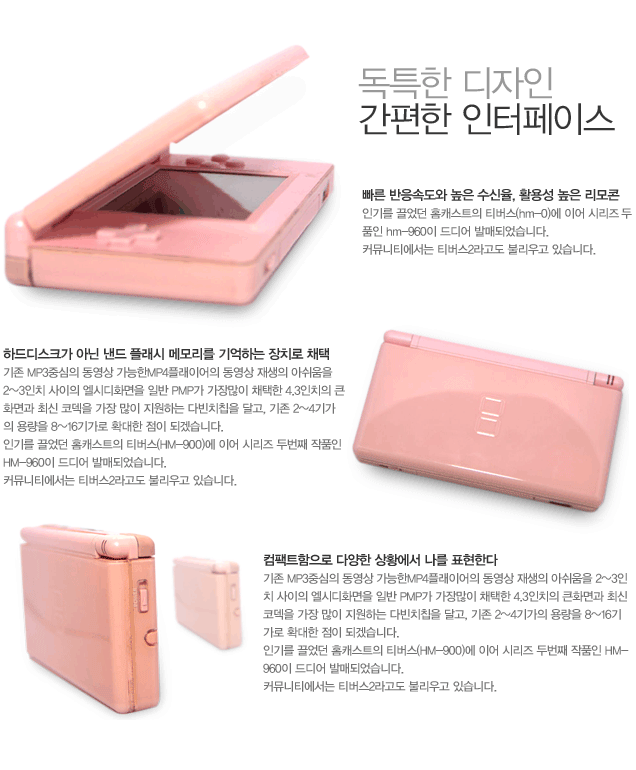 독특한 디자인
간편한 인터페이스
빠른 반응속도와 높은 수신율, 활용성 높은 리모콘
인기를 끌었던 홈캐스트의 티버스(hm-0)에 이어 시리즈 두
품인 hm-960이 드디어 발매되었습니다.
커뮤니티에서는 티버스2라고도 불리우고 있습니다.
하드디스크가 아닌 낸드 플래시 메모리를 기억하는 장치로 채택
기존 MP3중심의 동영상 가능한MP4플레이어의 동영상 재생의 아쉬움을
2~3인치 사이의 엘시디화면을 일반 PMP가 가장많이 채택한 4.3인치의 큰
화면과 최신 코덱을 가장 많이 지원하는 다빈치칩을 달고, 기존 2~4기가
의 용량을 8~16기가로 확대한 점이 되겠습니다.
인기를 끌었던 홈캐스트의 티버스(HM-900)에 이어 시리즈 두번째 작품인
HM-960이 드디어 발매되었습니다.
커뮤니티에서는 티버스2라고도 불리우고 있습니다.
컴팩트함으로 다양한 상황에서 나를 표현한다
기존 MP3중심의 동영상 가능한MP4플레이어의 동영상 재생의 아쉬움을 2~3인
치 사이의 엘시디화면을 일반 PMP가 가장많이 채택한 4.3인치의 큰화면과 최신
코덱을 가장 많이 지원하는 다빈치칩을 달고, 기존 2~4기가의 용량을 8~16기
가로 확대한 점이 되겠습니다.
인기를 끌었던 홈캐스트의 티버스(HM-900)에 이어 시리즈 두번째 작품인 HM-
960이 드디어 발매되었습니다.
커뮤니티에서는 티버스2라고도 불리우고 있습니다.